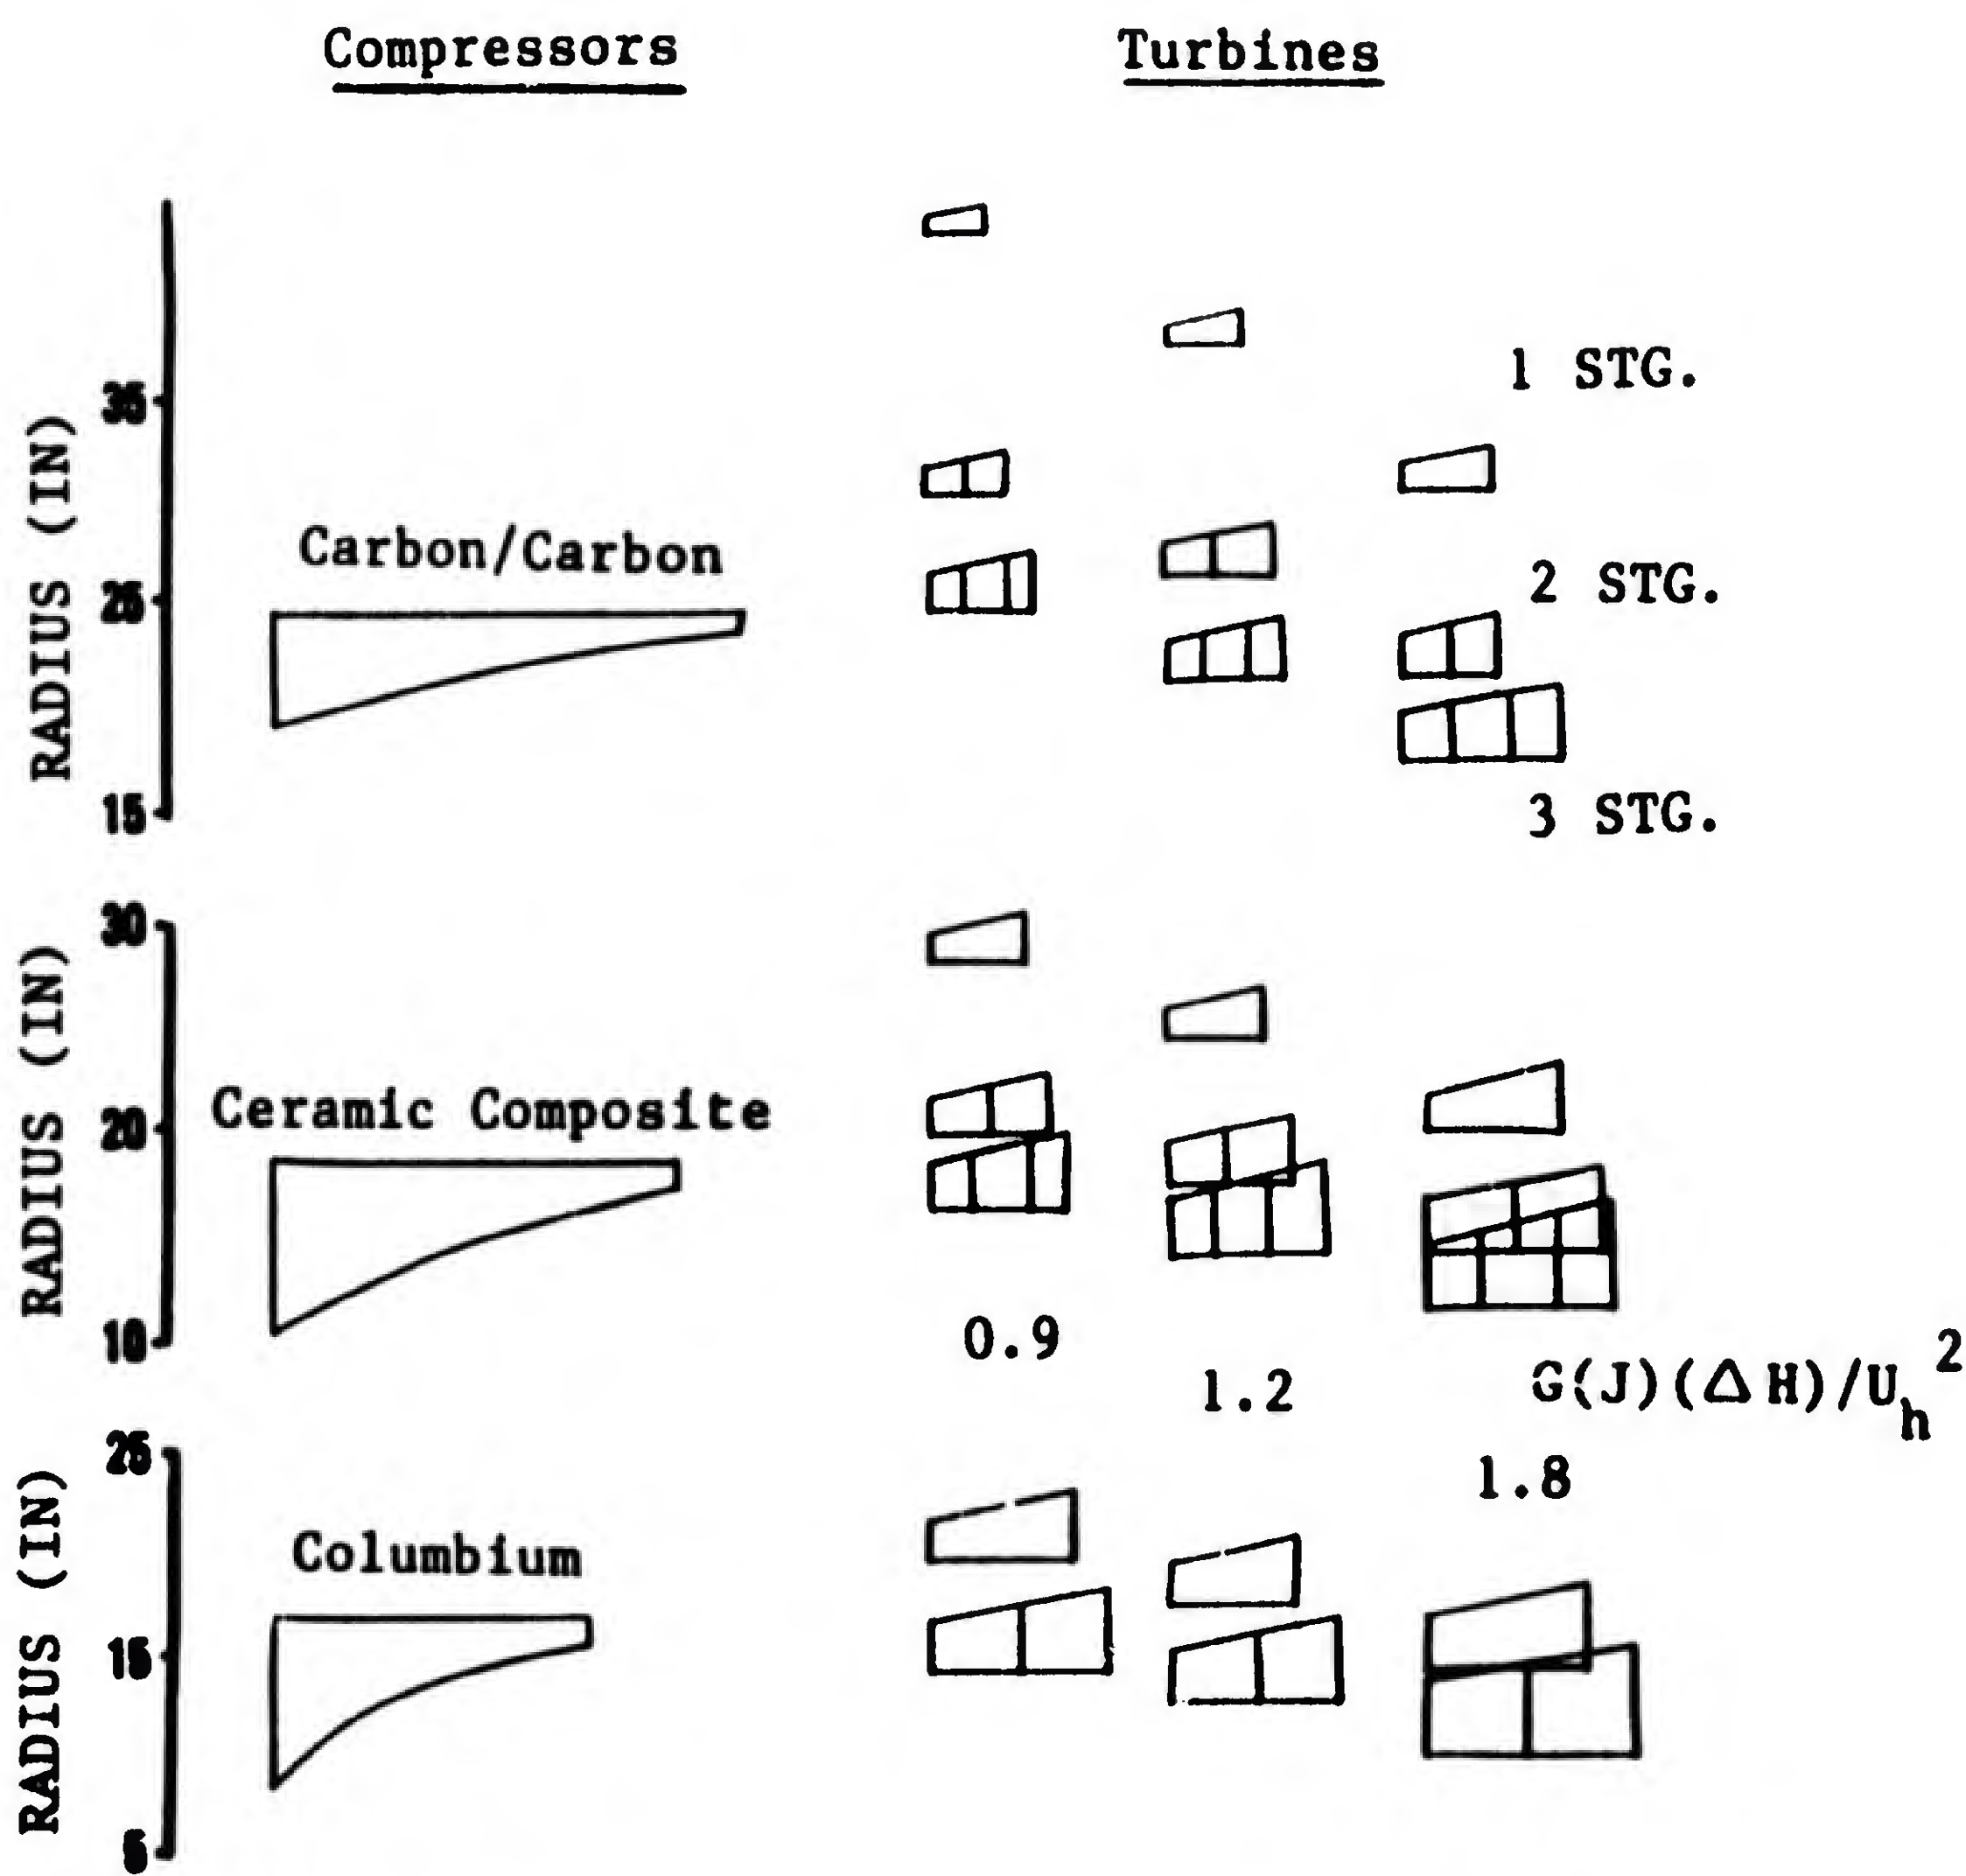 Compressors
Turbines
RADIUS (IN)
35
25
15
Carbon/Carbon
1 STG.
2 STG.
3 STG.
RADIUS (IN)
30
20
10
Ceramic Composite
0.9
1.2
G(J)(Δ H)/U_h^2
1.8
RADIUS (IN)
25
15
5
Columbium